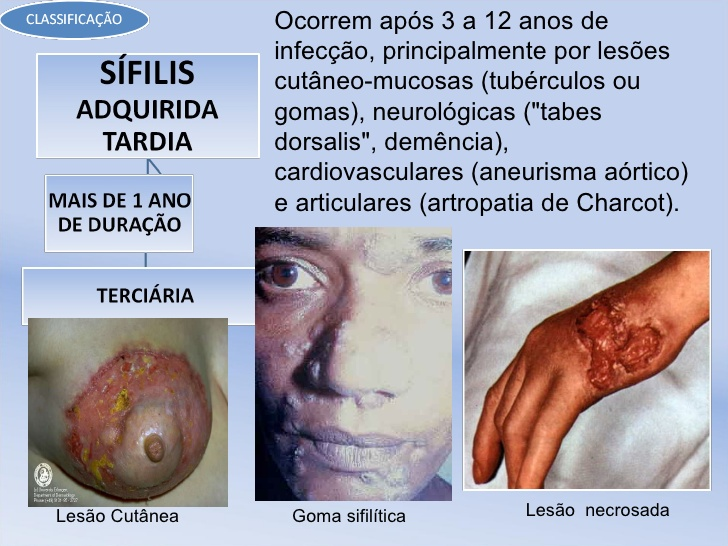 CLASSIFICAÇÃO
Ocorrem após 3 a 12 anos de
infecção, principalmente por lesões
cutâneo-mucosas (tubérculos ou
gomas), neurológicas ("tabes
dorsalis", demência),
cardiovasculares (aneurisma aórtico)
e articulares (artropatia de Charcot).
SÍFILIS
ADQUIRIDA
TARDIA
MAIS DE 1 ANO
DE DURAÇÃO
TERCIÁRIA
Lesão Cutânea
Goma sifilítica
Lesão necrosada